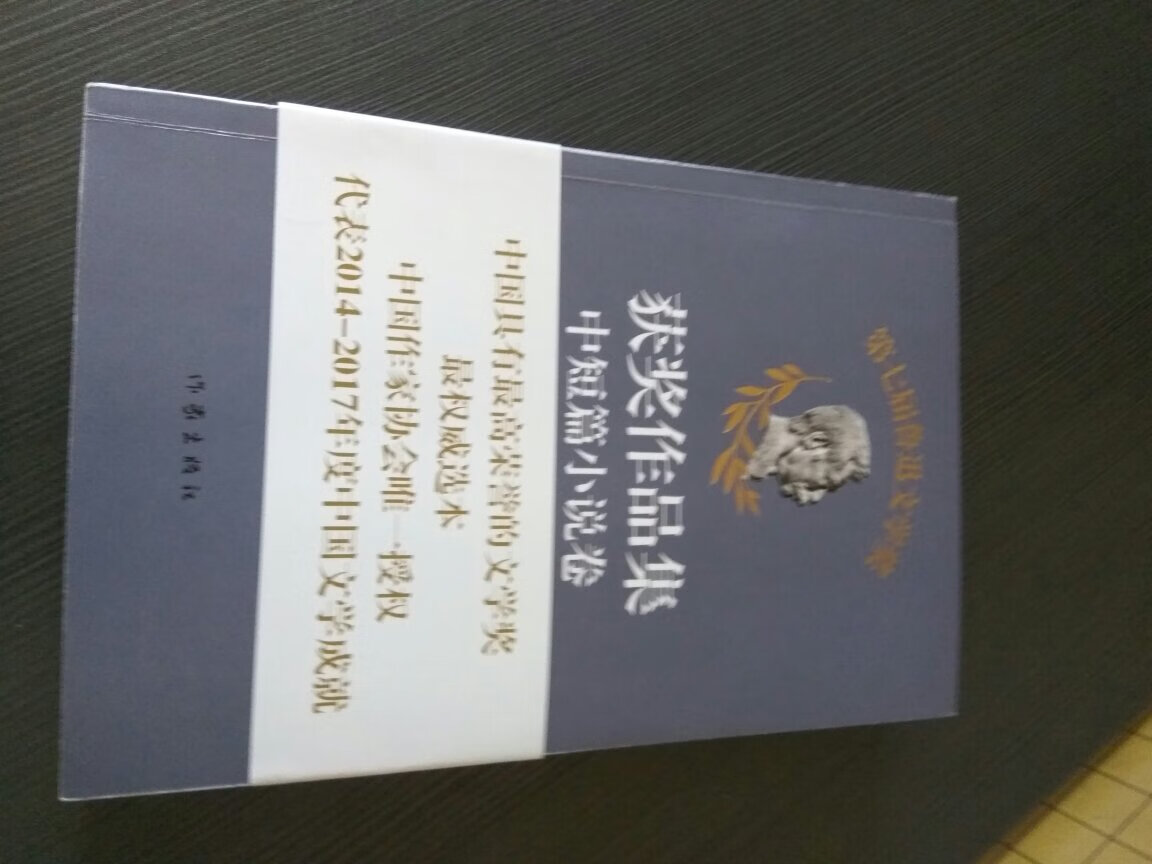 第七届鲁迅文学奖
获奖作品集
中短篇小说卷
中国具有最高荣誉的文学奖
最权威选本
中国作家协会唯一授权
代表2014-2017年度中国文学成就
作家出版社